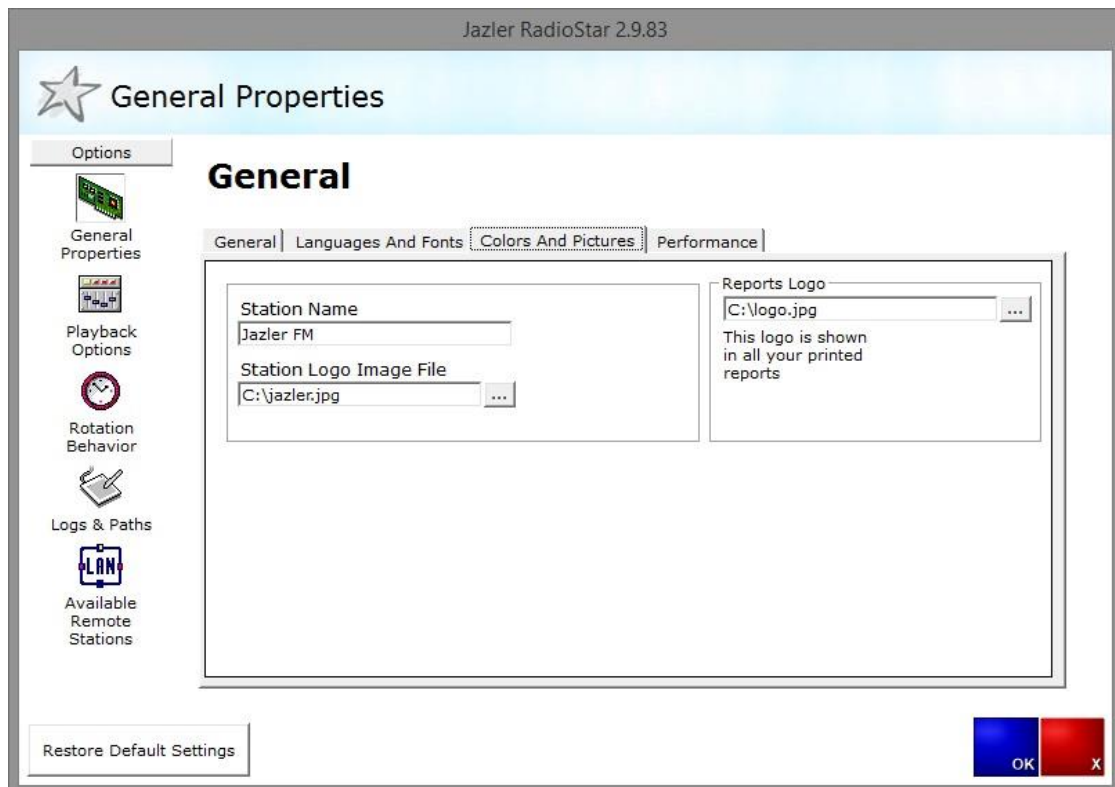 Jazler RadioStar 2.9.83
General Properties
Options
General
Properties
Playback
Options
Rotation
Behavior
Logs & Paths
LAN
Available
Remote
Stations
General
General
Languages And Fonts
Colors And Pictures
Performance
Station Name
Jazler FM
Station Logo Image File
C:\jazler.jpg
...
Reports Logo
C:\logo.jpg
...
This logo is shown
in all your printed
reports
Restore Default Settings
OK
X